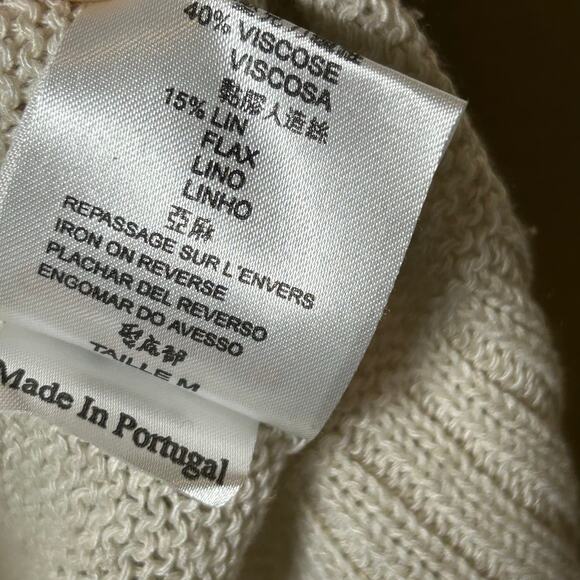 40% VISCOSE
VISCOSA
黏膠人造絲
15% LIN
FLAX
LINO
LINHO
亞麻
REPASSAGE SUR L'ENVERS
IRON ON REVERSE
PLACHAR DEL REVERSO
ENGOMAR DO AVESSO
TAILLE M
Made In Portugal